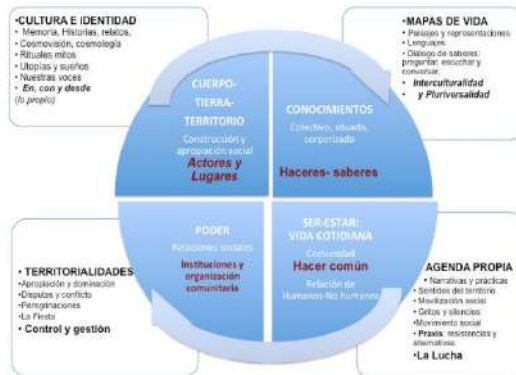 •CULTURA E IDENTIDAD
• Memoria, Historias, relatos,
Cosmovisión, cosmología
• Rituales mitos
• Utopías y sueños
• Nuestras voces
• En, con y desde
(lo propio)
•MAPAS DE VIDA
• Paisajes y representaciones
• Lenguajes
• Diálogo de saberes:
preguntar, escuchar y
conversar.
• Interculturalidad
• y Pluriversalidad
CUERPO-
TIERRA-
TERRITORIO
Construcción y
apropiación social
Actores y
Lugares
CONOCIMIENTOS
Colectivo, situado,
corporizado
Haceres- saberes
PODER
Relaciones sociales
Instituciones y
organización
comunitaria
SER-ESTAR:
VIDA COTIDIANA
Comunidad
Hacer común
Relación de
Humanos-No humanos
• TERRITORIALIDADES
•Apropiación y dominación
•Disputas y conflicto
•Peregrinaciones
•La Fiesta
• Control y gestión
AGENDA PROPIA
• Narrativas y prácticas
• Sentidos del territorio
• Movilización social
• Gritos y silencios
•Movimiento social
• Praxis: resistencias y
alternativas
•La Lucha